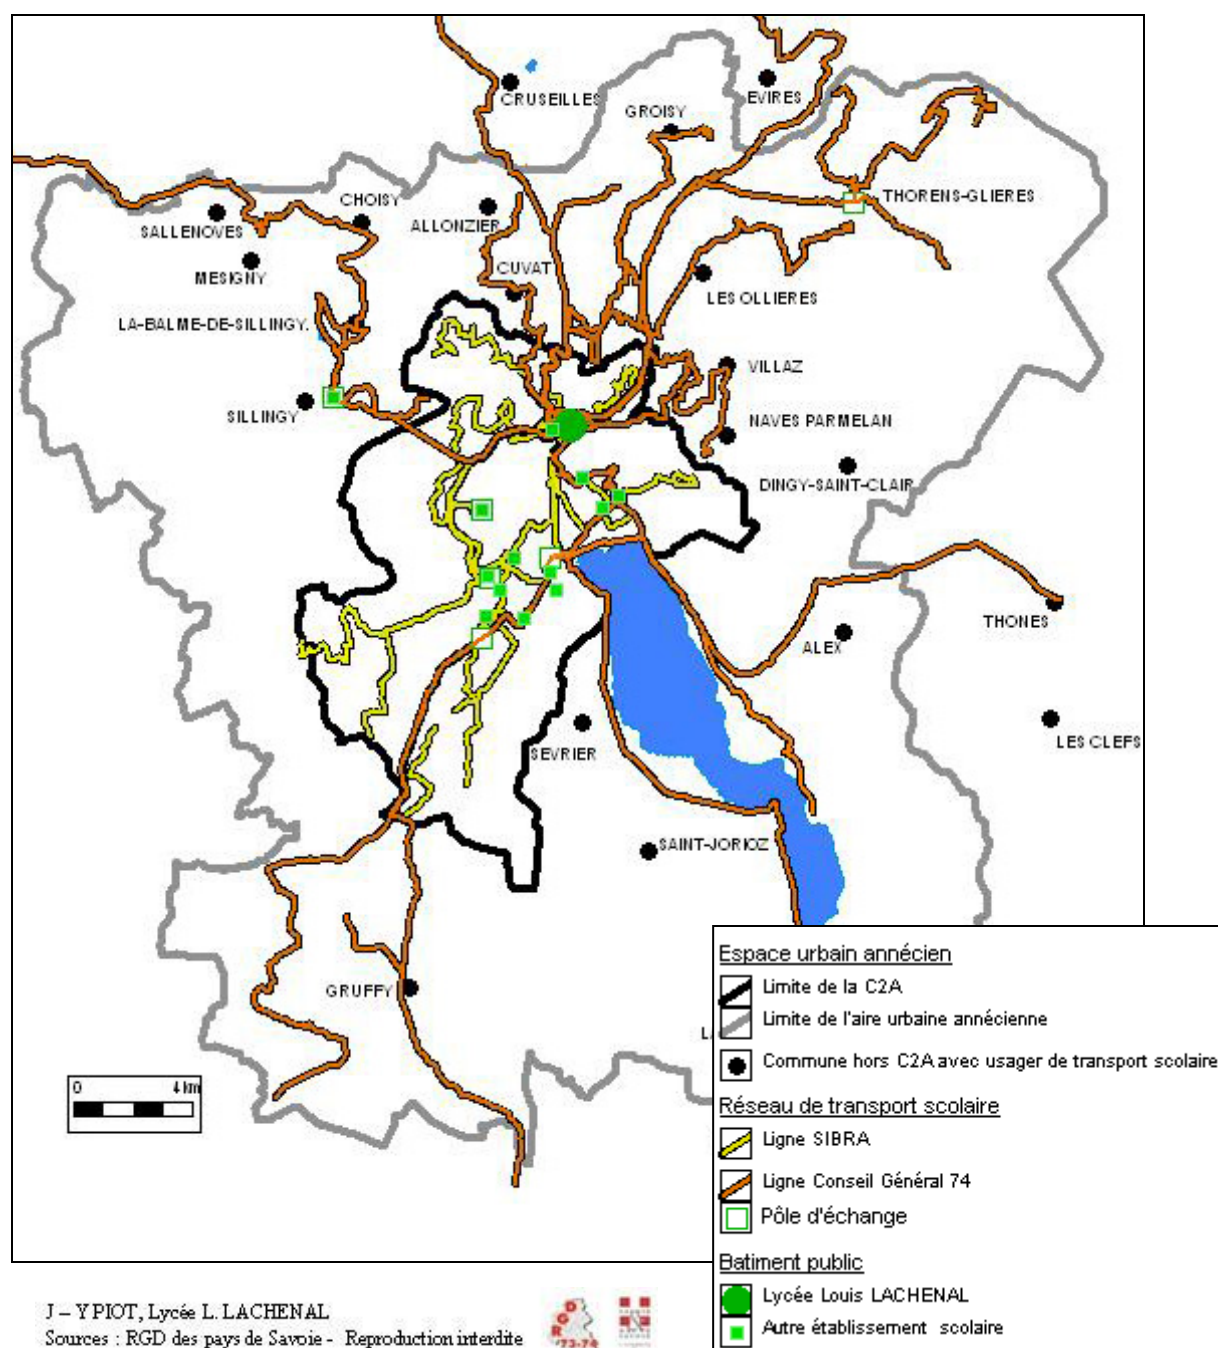 CRUSEILLES
EVIRES
GROISY
CHOISY
THORENS-GLIERES
SALLENOVES
ALLONZIER
MESIGNY
CUVAT
LES OLLIERES
LA-BALME-DE-SILLINGY.
VILLAZ
SILLINGY
NAVES PARMELAN
DINGY-SAINT-CLAIR
THONES
ALEX
LES CLEFS
SEVRIER
SAINT-JORIOZ
GRUFFY
0 4 km
Espace urbain annécien
Limite de la C2A
Limite de l'aire urbaine annécienne
Commune hors C2A avec usager de transport scolaire
Réseau de transport scolaire
Ligne SIBRA
Ligne Conseil Général 74
Pôle d'échange
Batiment public
Lycée Louis LACHENAL
Autre établissement scolaire
J – Y PIOT, Lycée L. LACHENAL
Sources : RGD des pays de Savoie - Reproduction interdite
R G D
73-74